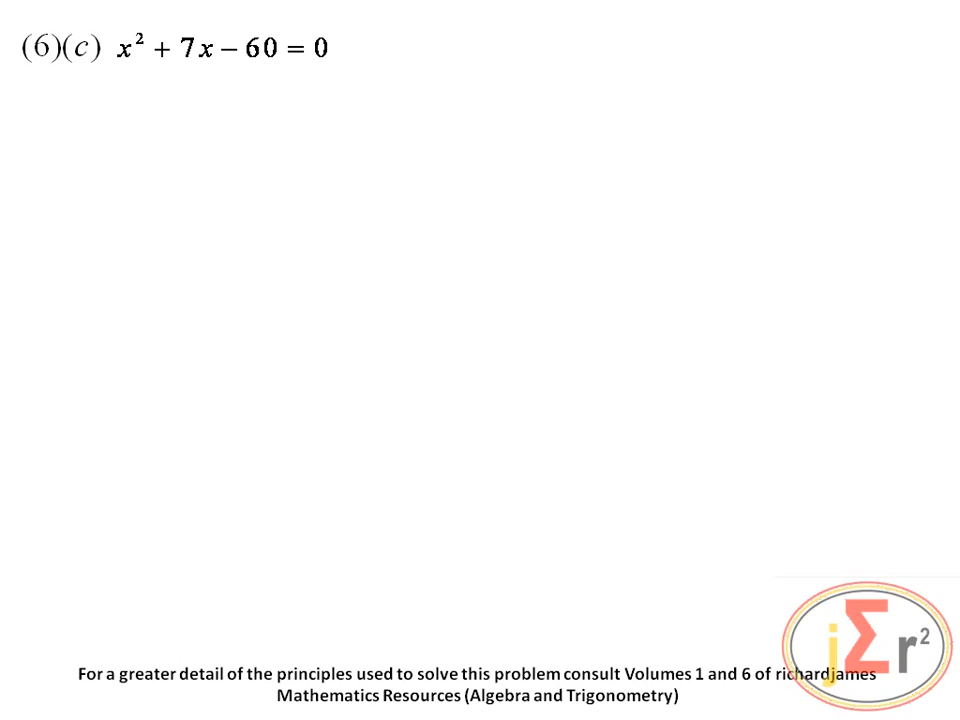 (6)(c) x² + 7x − 60 = 0
For a greater detail of the principles used to solve this problem consult Volumes 1 and 6 of richardjames
Mathematics Resources (Algebra and Trigonometry)
jΣr²